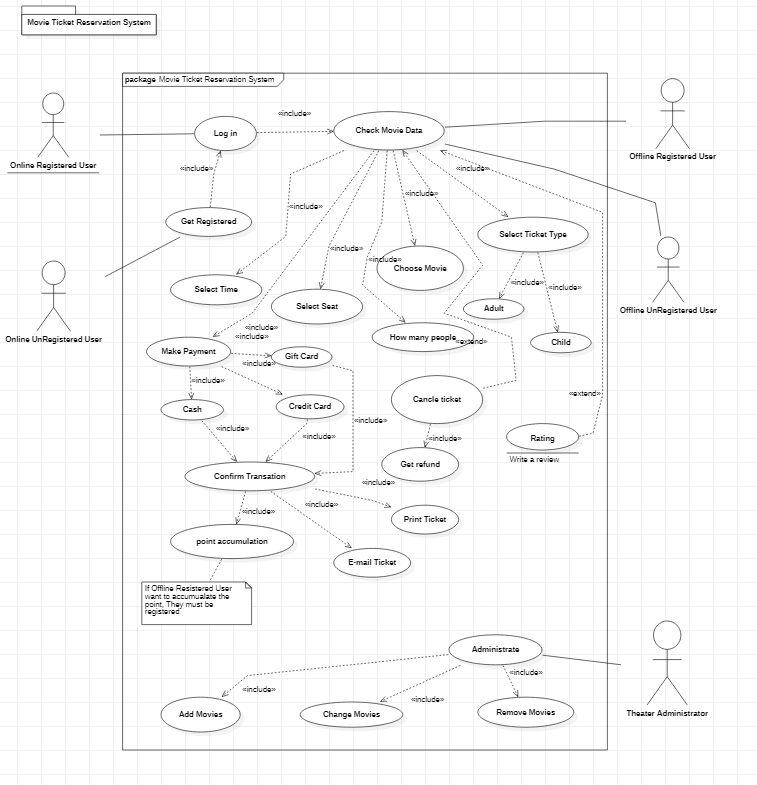 Movie Ticket Reservation System
package Movie Ticket Reservation System
«include»
Log in
Check Movie Data
Online Registered User
Offline Registered User
«include»
«include»
«include»
«include»
Get Registered
Select Ticket Type
«include»
«include»
Choose Movie
Select Time
«include»
«include»
Select Seat
Adult
Offline UnRegistered User
«include»
«include»
How many people
«extend»
Online UnRegistered User
Child
Make Payment
Gift Card
«include»
«include»
«extend»
Cash
Credit Card
Cancle ticket
«include»
«include»
«include»
«include»
Rating
Write a review
Confirm Transation
Get refund
«include»
«include»
«include»
Print Ticket
point accumulation
E-mail Ticket
If Offline Resistered User
want to accumualate the
point, They must be
registered
Administrate
«include»
«include»
«include»
Add Movies
Change Movies
Remove Movies
Theater Administrator